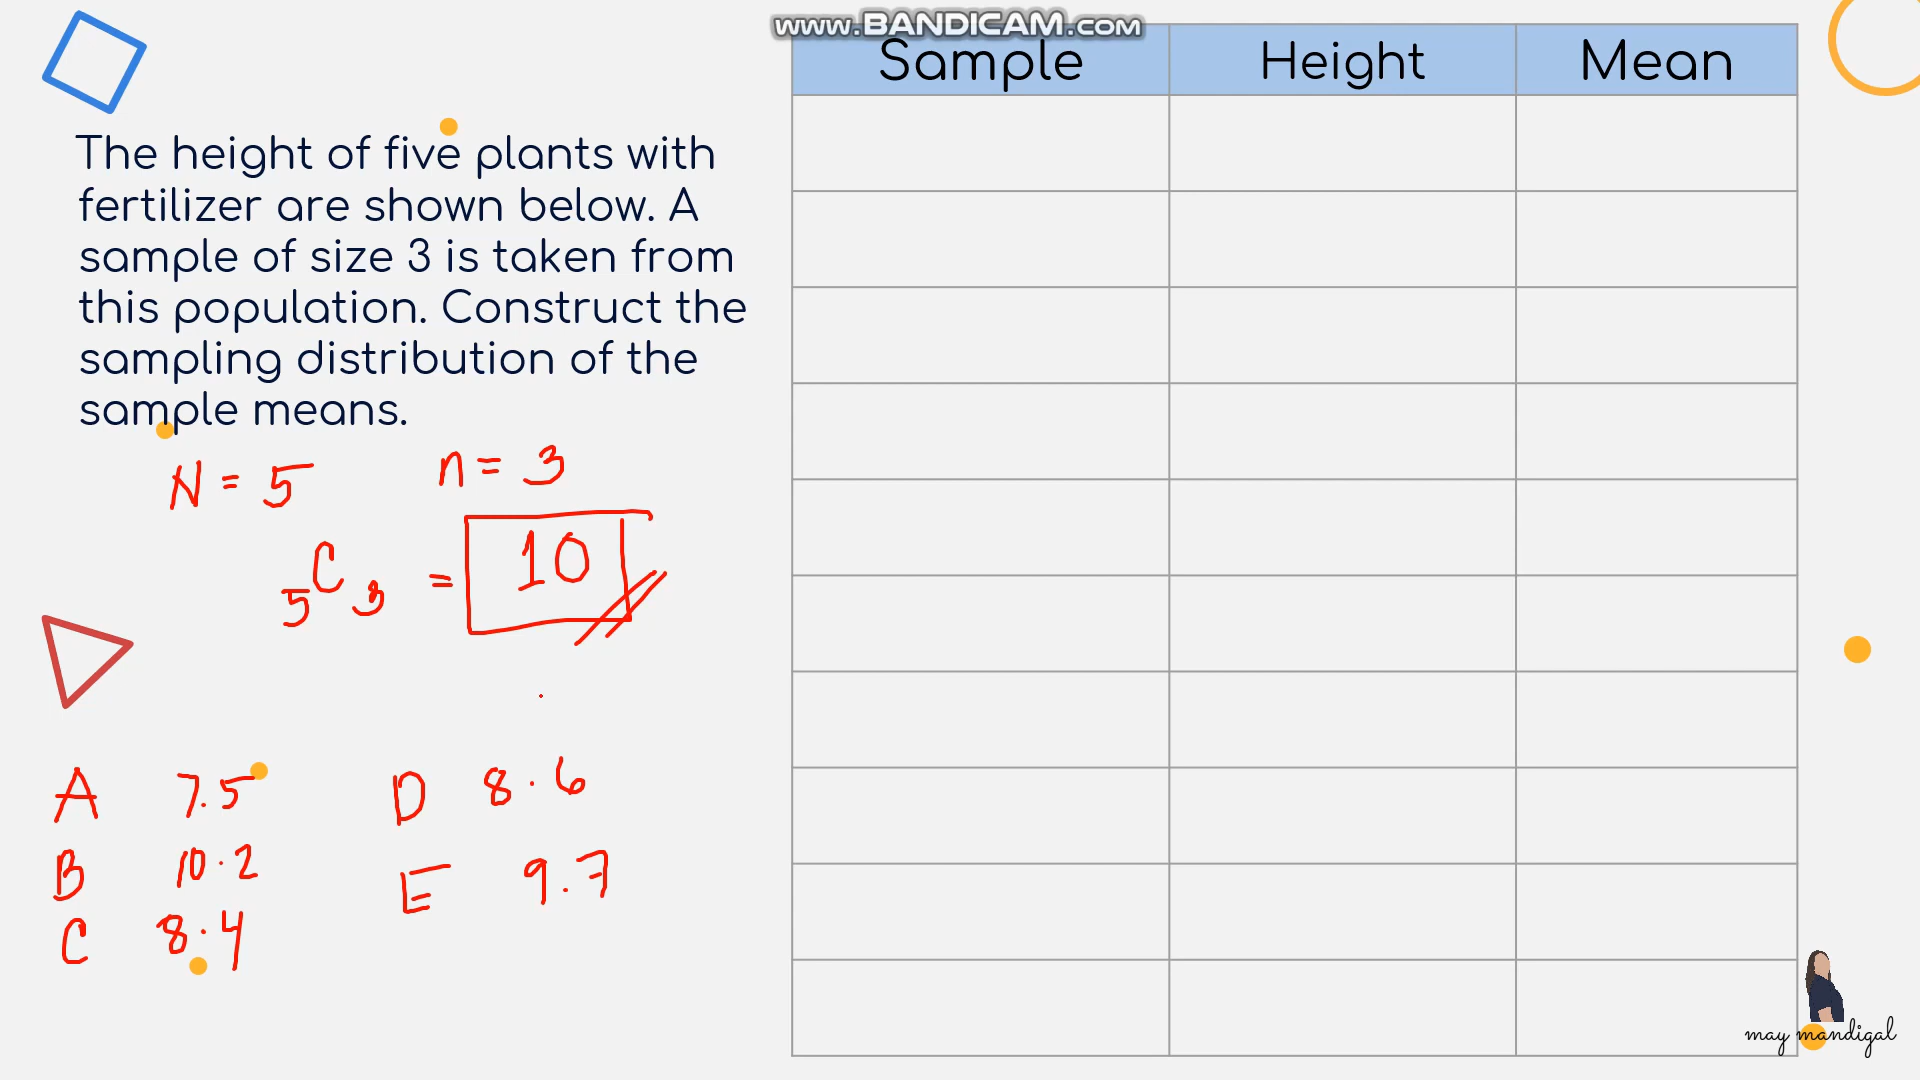 www.BANDICAM.com
The height of five plants with
fertilizer are shown below. A
sample of size 3 is taken from
this population. Construct the
sampling distribution of the
sample means.
N = 5 n = 3
5C3 = 10
A 7.5 D 8.6
B 10.2 E 9.7
C 8.4
Sample Height Mean
may mandigal